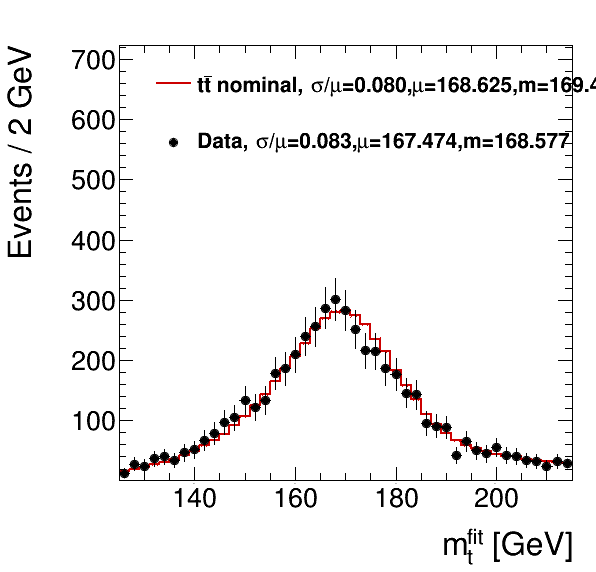 Events / 2 GeV
700
600
500
400
300
200
100
tt̄ nominal, σ/μ=0.080,μ=168.625,m=169.4
Data, σ/μ=0.083,μ=167.474,m=168.577
140 160 180 200
m_t^fit [GeV]